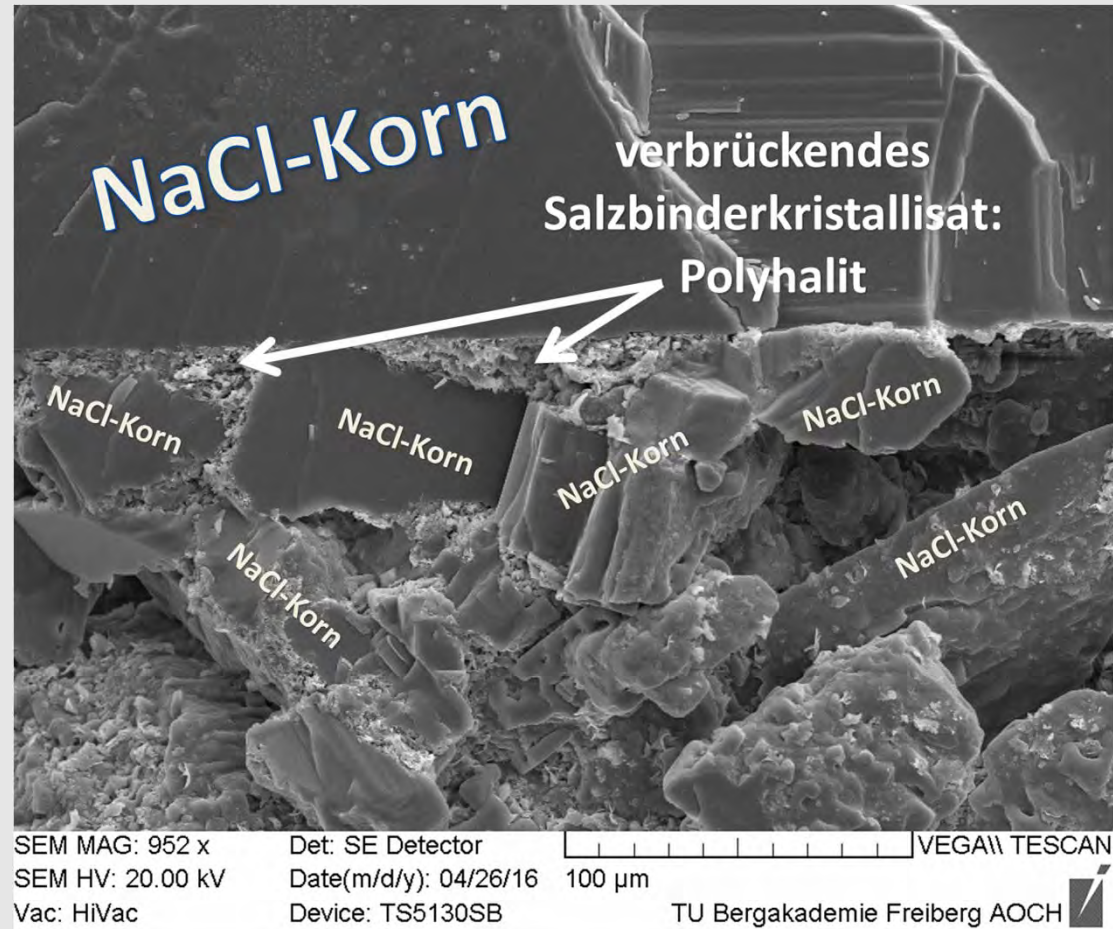 NaCl-Korn
verbrückendes
Salzbinderkristallisat:
Polyhalit
NaCl-Korn
NaCl-Korn
NaCl-Korn
NaCl-Korn
NaCl-Korn
NaCl-Korn
SEM MAG: 952 x Det: SE Detector VEGA\\ TESCAN
SEM HV: 20.00 kV Date(m/d/y): 04/26/16 100 µm
Vac: HiVac Device: TS5130SB TU Bergakademie Freiberg AOCH